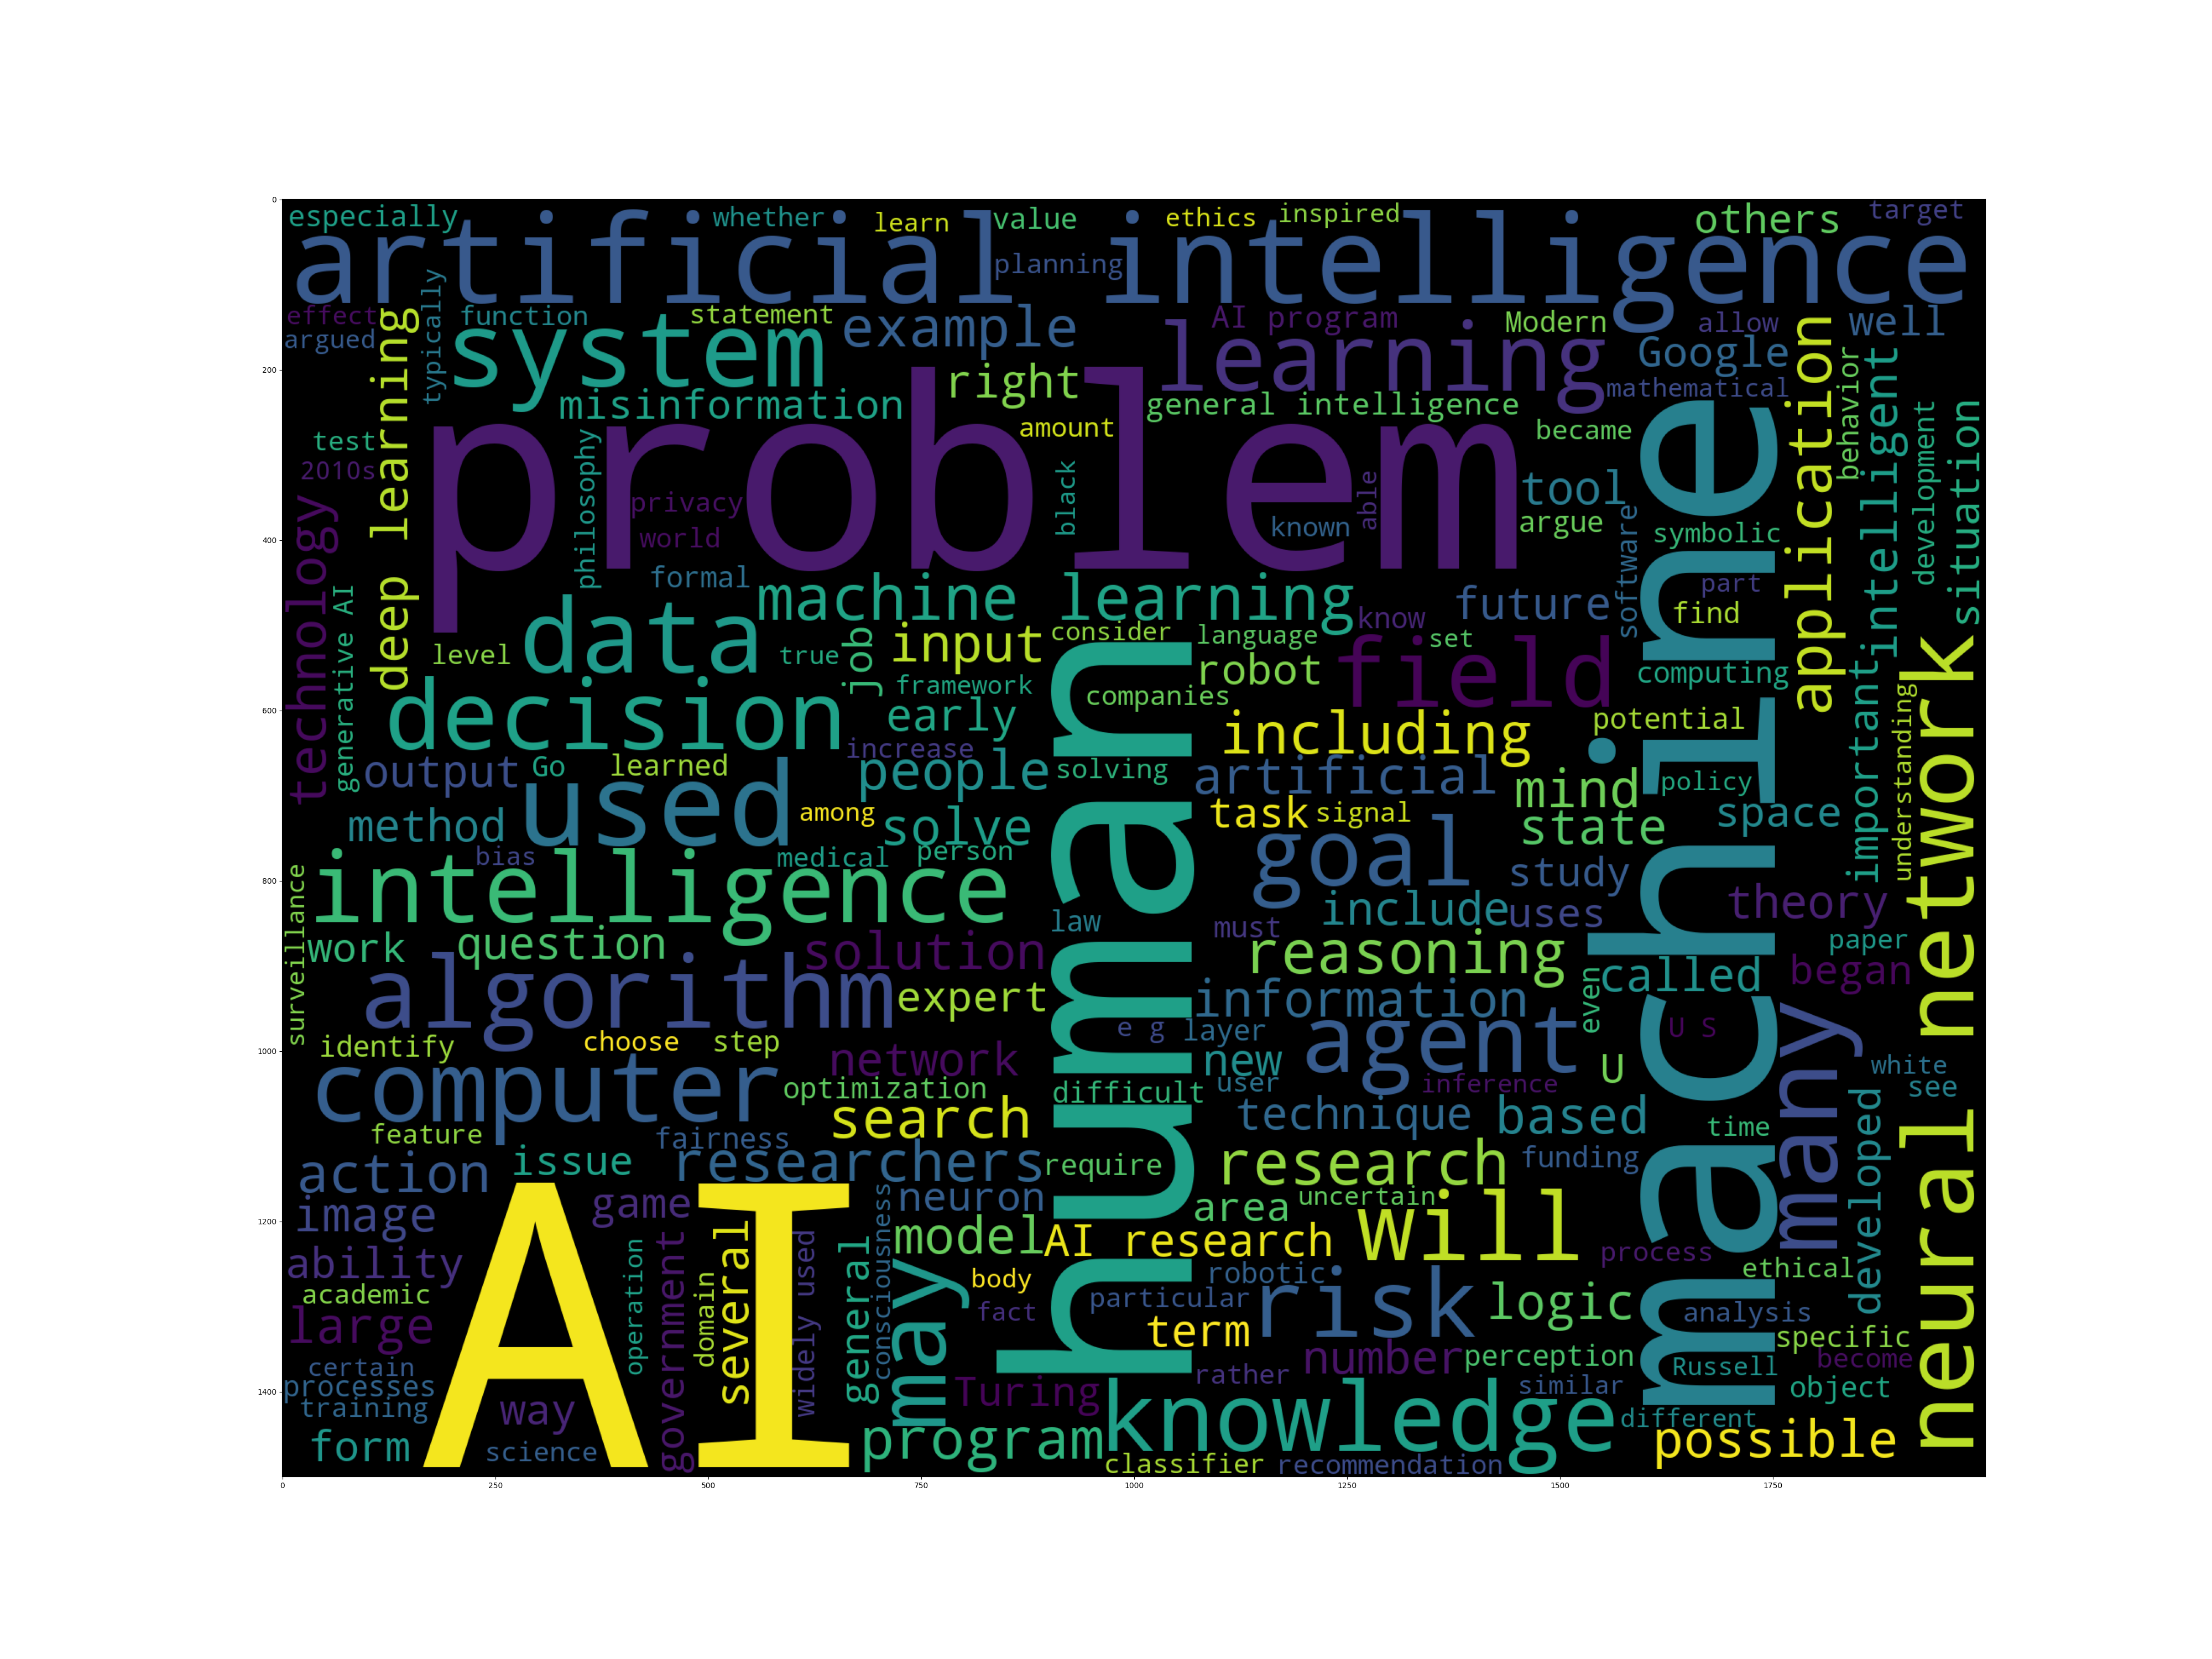 especially whether learn value ethics inspired others target
artificial intelligence
planning
effect function statement example AI program Modern allow well
argued typically system learning Google
deep learning right mathematical application behavior intelligent
misinformation general intelligence
problem
test amount became development situation
2010s philosophy privacy black able tool
technology world known argue software symbolic
formal machine learning future part
generative AI data job input consider language know set find
level true framework robot field computing
decision early companies including potential important understanding neural network
output Go learned increase people solving artificial mind policy
used among task signal space
method solve state
bias medical person goal study
intelligence human machine
surveillance law include uses theory
work question solution must reasoning paper
algorithm expert information even called began
e g layer agent U S many
identify choose step network new U white
computer optimization difficult user inference see
search technique based time developed
feature fairness
action issue researchers require research funding
AI game neuron area uncertain
image several consciousness model AI research Will process
ability operation government domain widely used general may body robotic ethical
academic fact particular risk logic analysis
large term specific
certain number perception Russell become
processes rather similar object
training way Turing knowledge different
form science program possible
classifier recommendation
0
200
400
600
800
1000
1200
1400
0 250 500 750 1000 1250 1500 1750